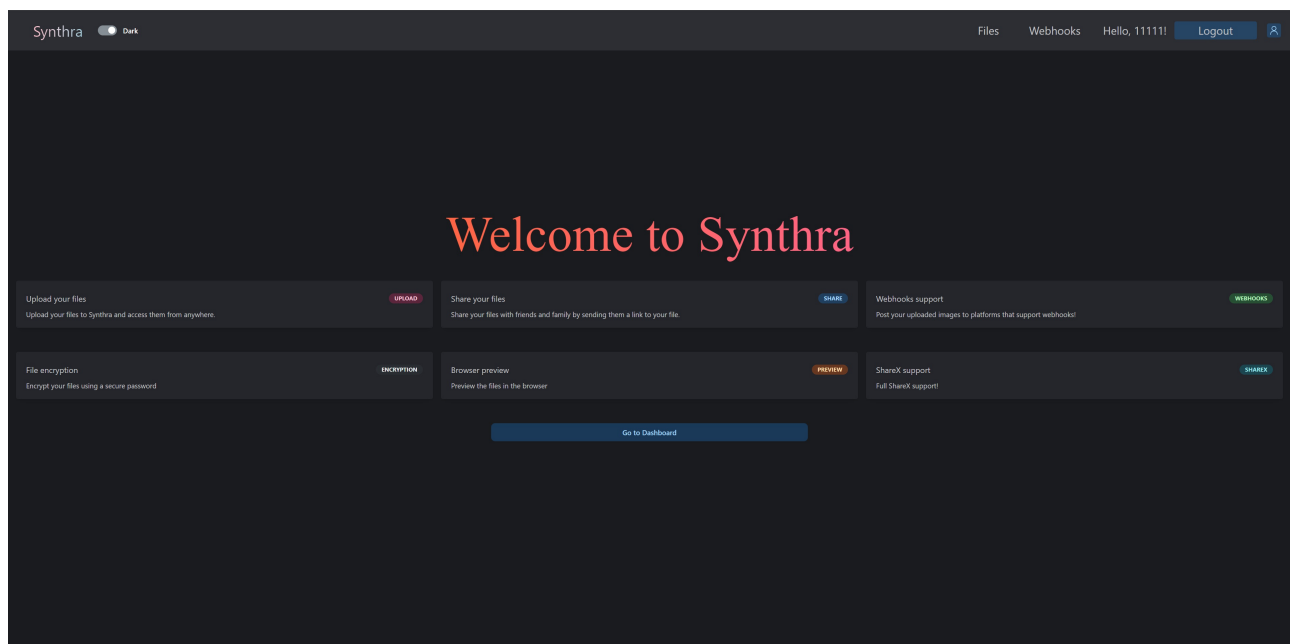 Synthra
Dark
Files
Webhooks
Hello, 11111!
Logout
Welcome to Synthra
Upload your files
UPLOAD
Upload your files to Synthra and access them from anywhere.
Share your files
SHARE
Share your files with friends and family by sending them a link to your file.
Webhooks support
WEBHOOKS
Post your uploaded images to platforms that support webhooks!
File encryption
ENCRYPTION
Encrypt your files using a secure password
Browser preview
PREVIEW
Preview the files in the browser
ShareX support
SHAREX
Full ShareX support!
Go to Dashboard